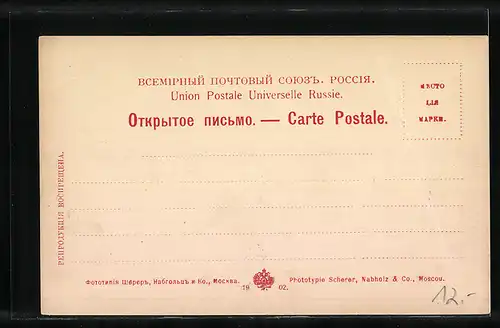 ВСЕМІРНЫЙ ПОЧТОВЫЙ СОЮЗЪ. РОССІЯ.
Union Postale Universelle Russie.
Открытое письмо. — Carte Postale.
МѢСТО
ДЛЯ
МАРКИ.
РЕПРОДУКЦІЯ ВОСПРЕЩЕНА.
Фототипія Шереръ, Набгольцъ и Ко., Москва.
19 02.
Phototypie Scherer, Nabholz & Co., Moscou.
12.-